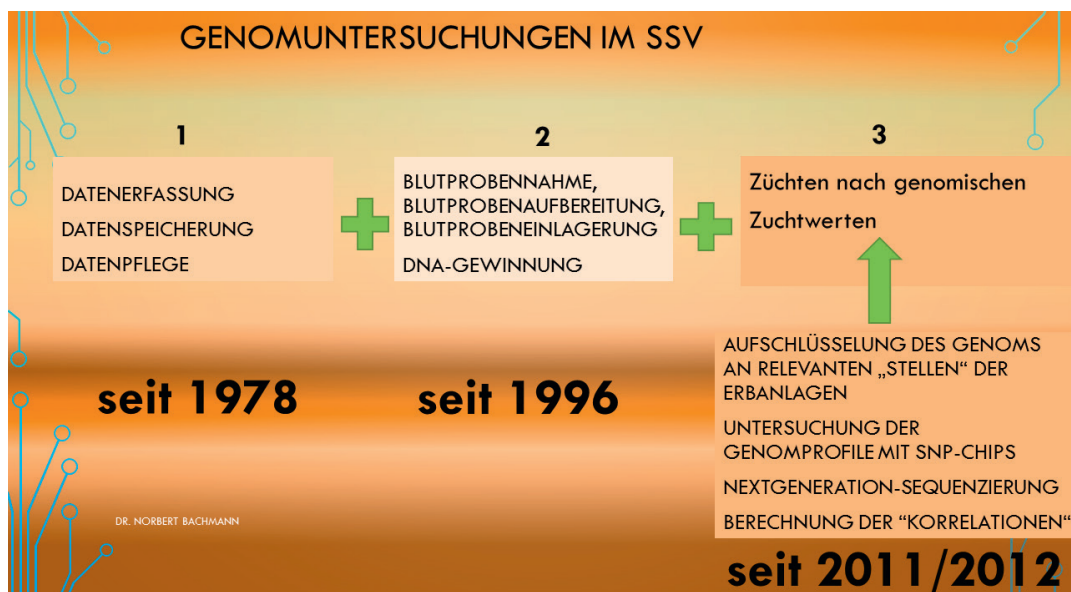 GENOMUNTERSUCHUNGEN IM SSV
1
DATENERFASSUNG
DATENSPEICHERUNG
DATENPFLEGE
seit 1978
2
BLUTPROBENNAHME,
BLUTPROBENAUFBEREITUNG,
BLUTPROBENEINLAGERUNG
DNA-GEWINNUNG
seit 1996
3
Züchten nach genomischen
Zuchtwerten
AUFSCHLÜSSELUNG DES GENOMS
AN RELEVANTEN „STELLEN“ DER
ERBANLAGEN
UNTERSUCHUNG DER
GENOMPROFILE MIT SNP-CHIPS
NEXTGENERATION-SEQUENZIERUNG
BERECHNUNG DER “KORRELATIONEN“
seit 2011/2012
DR. NORBERT BACHMANN